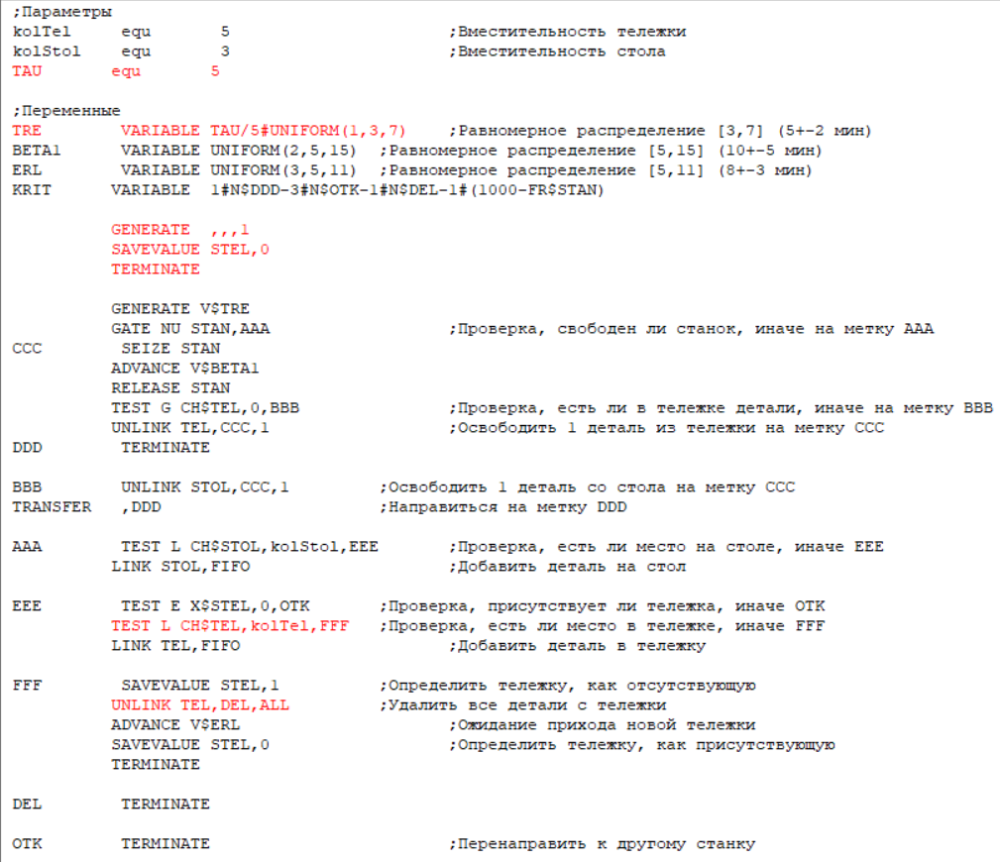 ;Параметры
kolTel equ 5 ;Вместительность тележки
kolStol equ 3 ;Вместительность стола
TAU equ 5
;Переменные
TRE VARIABLE TAU/5#UNIFORM(1,3,7) ;Равномерное распределение [3,7] (5+-2 мин)
BETA1 VARIABLE UNIFORM(2,5,15) ;Равномерное распределение [5,15] (10+-5 мин)
ERL VARIABLE UNIFORM(3,5,11) ;Равномерное распределение [5,11] (8+-3 мин)
KRIT VARIABLE 1#N$DDD-3#N$OTK-1#N$DEL-1#(1000-FR$STAN)
GENERATE ,,,1
SAVEVALUE STEL,0
TERMINATE
GENERATE V$TRE
GATE NU STAN,AAA ;Проверка, свободен ли станок, иначе на метку AAA
CCC SEIZE STAN
ADVANCE V$BETA1
RELEASE STAN
TEST G CH$TEL,0,BBB ;Проверка, есть ли в тележке детали, иначе на метку BBB
UNLINK TEL,CCC,1 ;Освободить 1 деталь из тележки на метку CCC
DDD TERMINATE
BBB UNLINK STOL,CCC,1 ;Освободить 1 деталь со стола на метку CCC
TRANSFER ,DDD ;Направиться на метку DDD
AAA TEST L CH$STOL,kolStol,EEE ;Проверка, есть ли место на столе, иначе EEE
LINK STOL,FIFO ;Добавить деталь на стол
EEE TEST E X$STEL,0,OTK ;Проверка, присутствует ли тележка, иначе OTK
TEST L CH$TEL,kolTel,FFF ;Проверка, есть ли место в тележке, иначе FFF
LINK TEL,FIFO ;Добавить деталь в тележку
FFF SAVEVALUE STEL,1 ;Определить тележку, как отсутствующую
UNLINK TEL,DEL,ALL ;Удалить все детали с тележки
ADVANCE V$ERL ;Ожидание прихода новой тележки
SAVEVALUE STEL,0 ;Определить тележку, как присутствующую
TERMINATE
DEL TERMINATE
OTK TERMINATE ;Перенаправить к другому станку